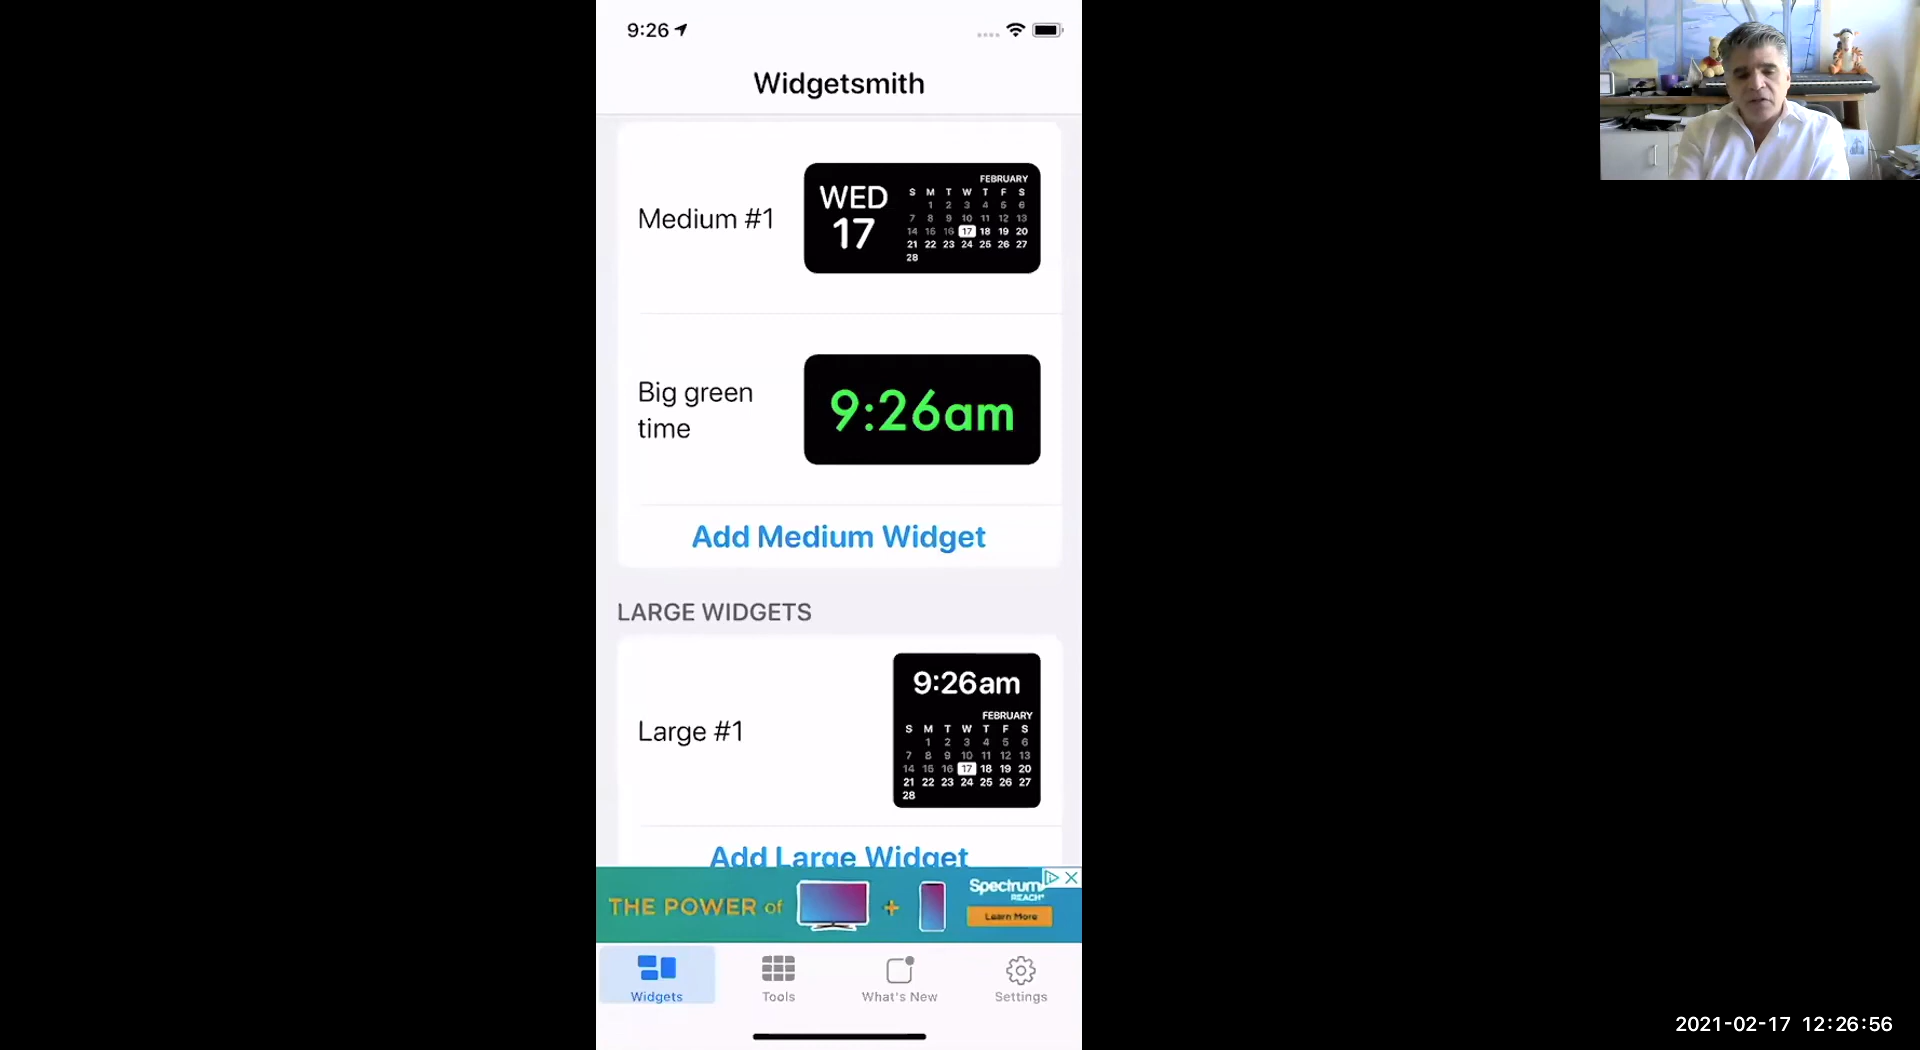 9:26
Widgetsmith
Medium #1
WED
17
FEBRUARY
S M T W T F S
1 2 3 4 5 6
7 8 9 10 11 12 13
14 15 16 17 18 19 20
21 22 23 24 25 26 27
28
Big green
time
9:26am
Add Medium Widget
LARGE WIDGETS
Large #1
9:26am
FEBRUARY
S M T W T F S
1 2 3 4 5 6
7 8 9 10 11 12 13
14 15 16 17 18 19 20
21 22 23 24 25 26 27
28
Add Large Widget
THE POWER of
+
Spectrum
REACH
Learn More
Widgets
Tools
What's New
Settings
2021-02-17 12:26:56